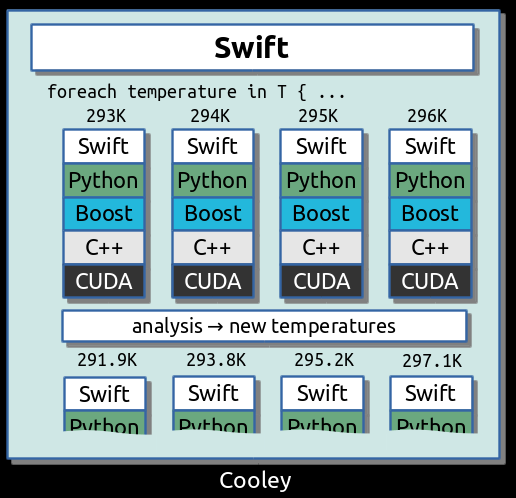 Swift
foreach temperature in T { ...
293K 294K 295K 296K
Swift Swift Swift Swift
Python Python Python Python
Boost Boost Boost Boost
C++ C++ C++ C++
CUDA CUDA CUDA CUDA
analysis → new temperatures
291.9K 293.8K 295.2K 297.1K
Swift Swift Swift Swift
Python Python Python Python
Cooley